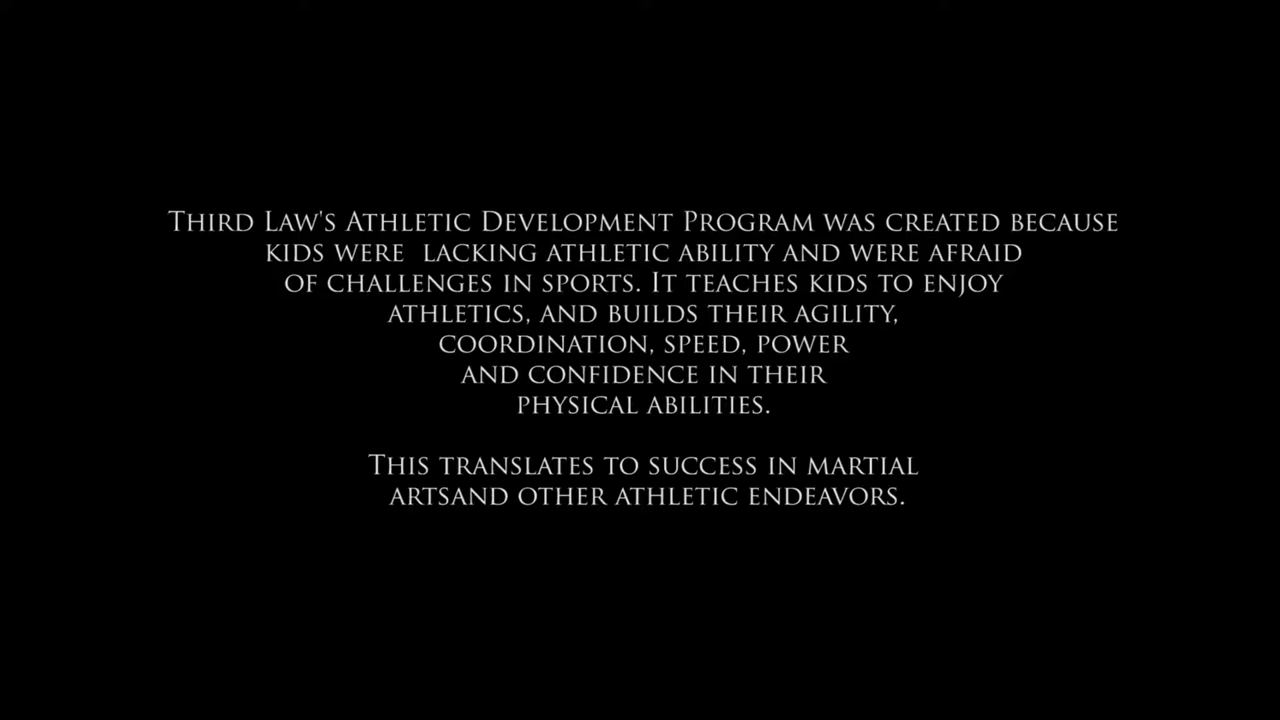 Third Law's Athletic Development Program was created because
kids were  lacking athletic ability and were afraid
of challenges in sports. It teaches kids to enjoy
athletics, and builds their agility,
coordination, speed, power
and confidence in their
physical abilities.
This translates to success in martial
artsand other athletic endeavors.